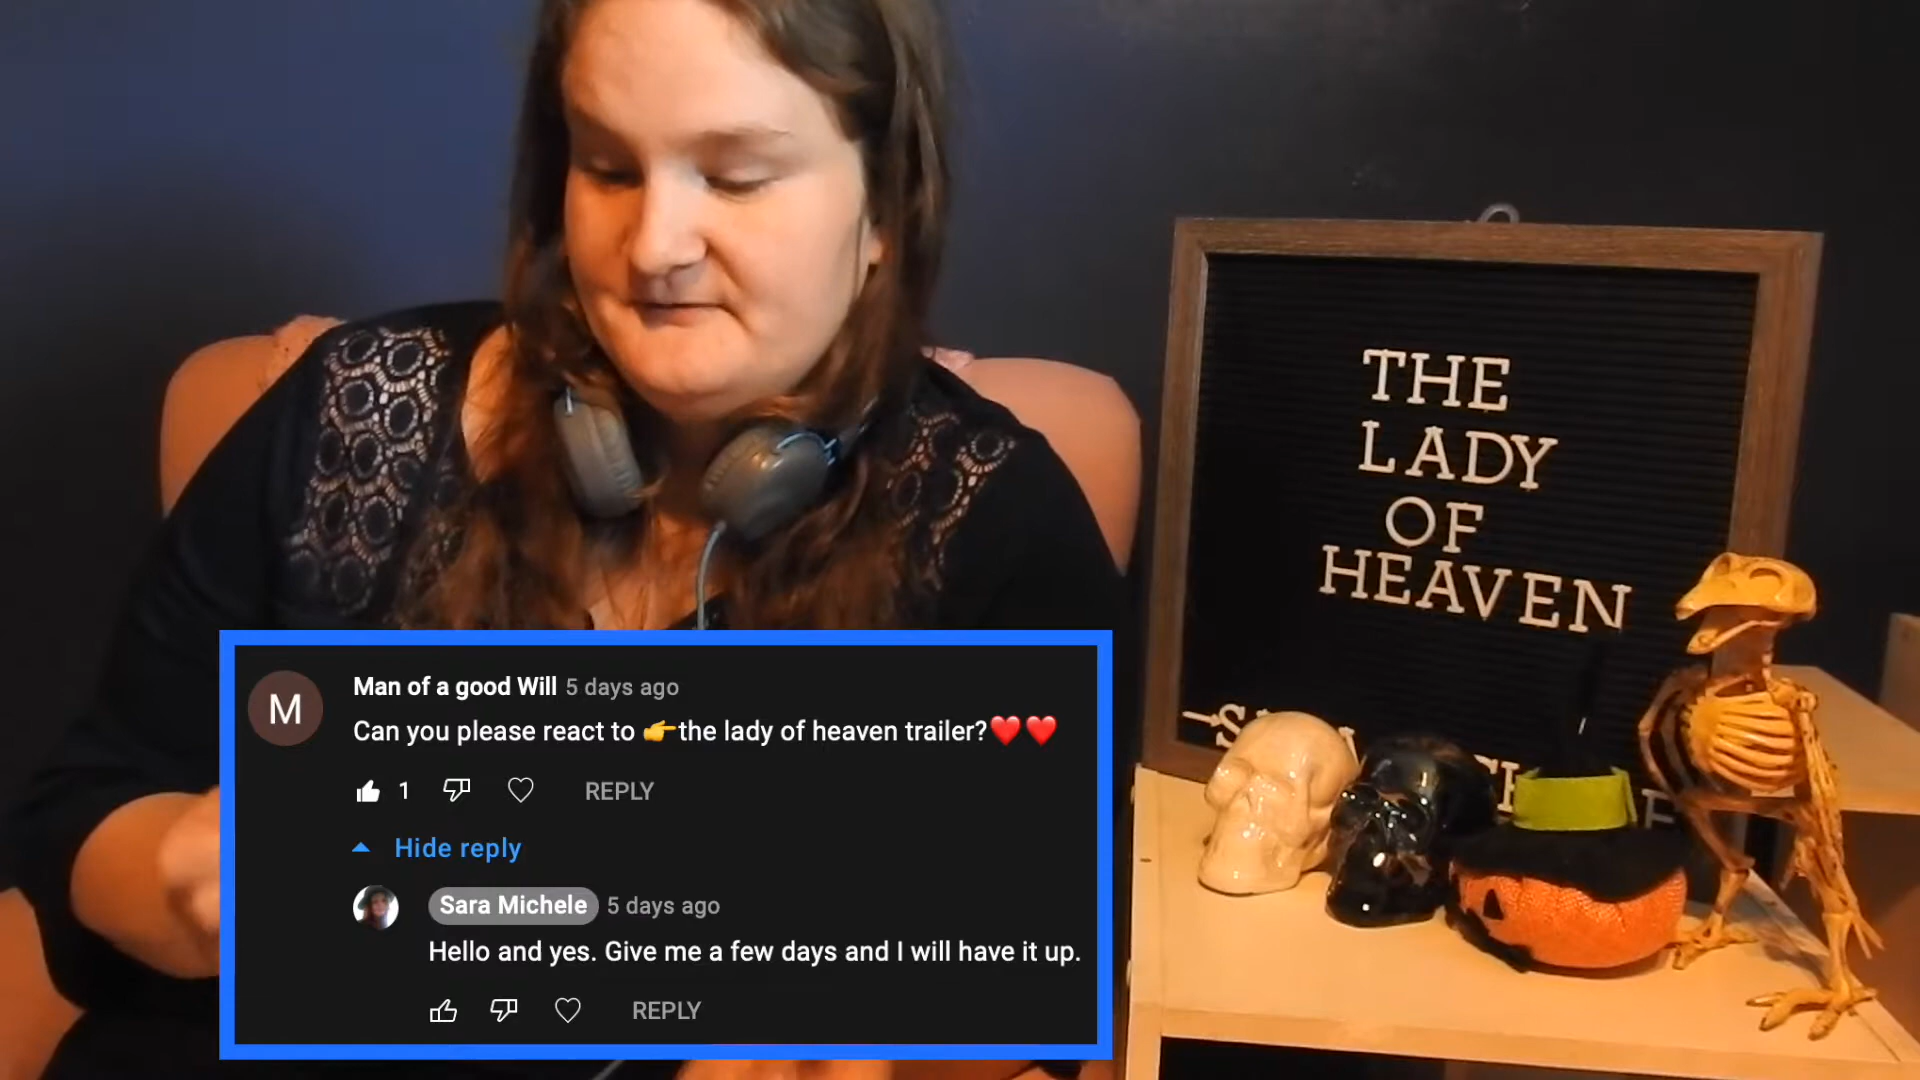 THE
LADY
OF
HEAVEN
M
Man of a good Will 5 days ago
Can you please react to 👉the lady of heaven trailer?❤️❤️
1 REPLY
Hide reply
Sara Michele 5 days ago
Hello and yes. Give me a few days and I will have it up.
REPLY